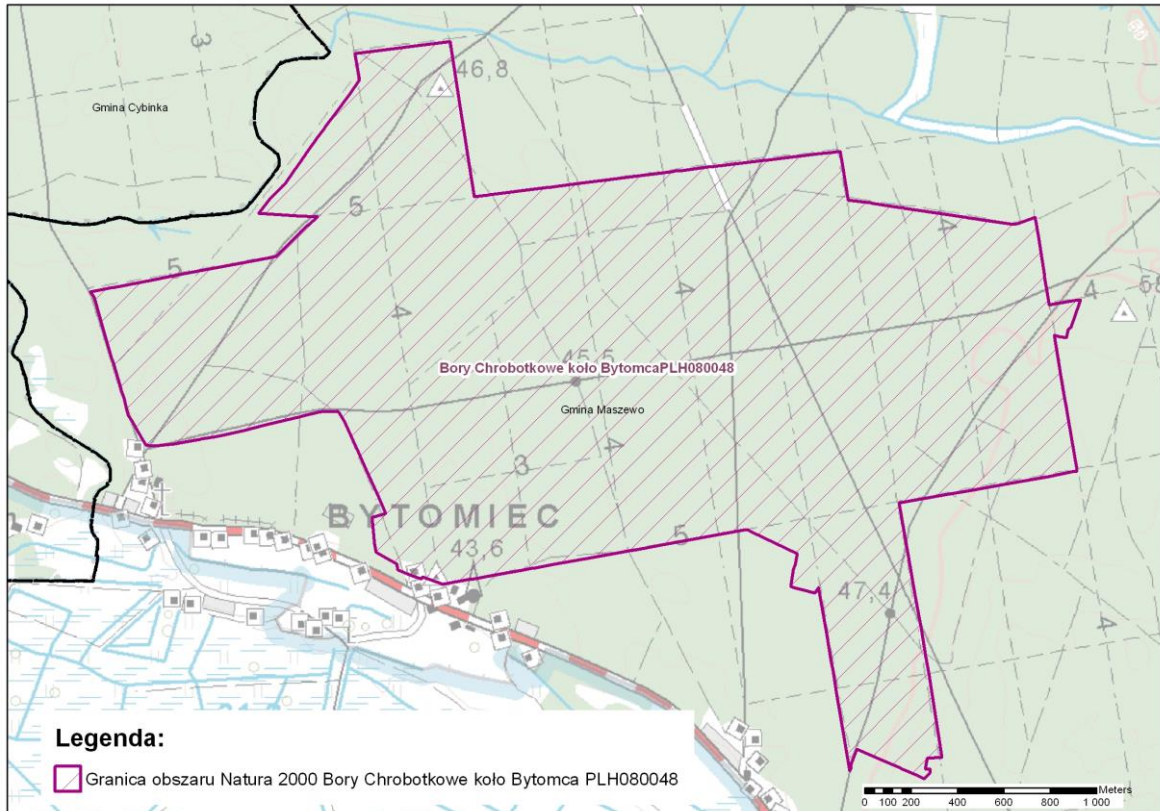 3
60
46,8
Gmina Cybinka
5
4
5
4
58
4
4
45,5
Bory Chrobotkowe koło BytomcaPLH080048
Gmina Maszewo
4
3
BYTOMIEC
5
43,6
47,4
4
Legenda:
Granica obszaru Natura 2000 Bory Chrobotkowe koło Bytomca PLH080048
Meters
0 100 200 400 600 800 1 000